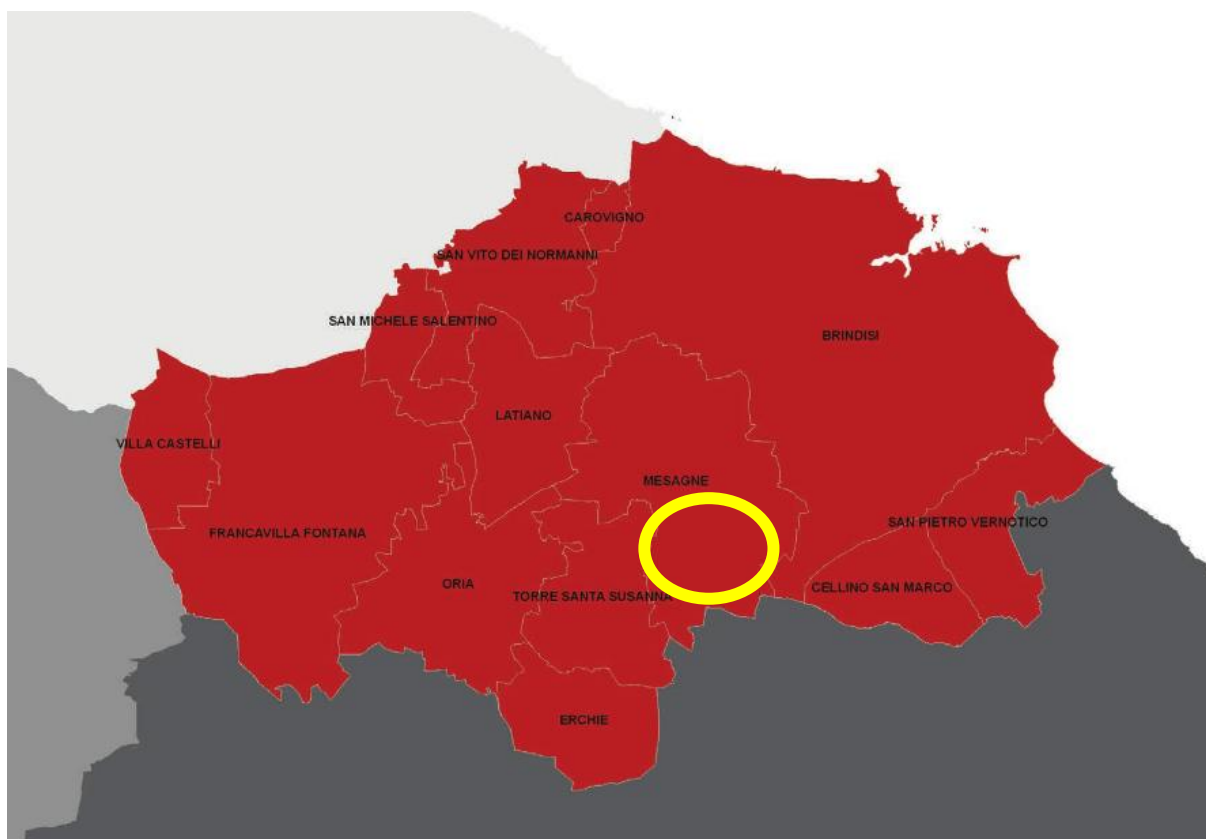 CAROVIGNO
SAN VITO DEI NORMANNI
SAN MICHELE SALENTINO
BRINDISI
LATIANO
VILLA CASTELLI
MESAGNE
FRANCAVILLA FONTANA
SAN PIETRO VERNOTICO
ORIA
TORRE SANTA SUSANNA
CELLINO SAN MARCO
ERCHIE